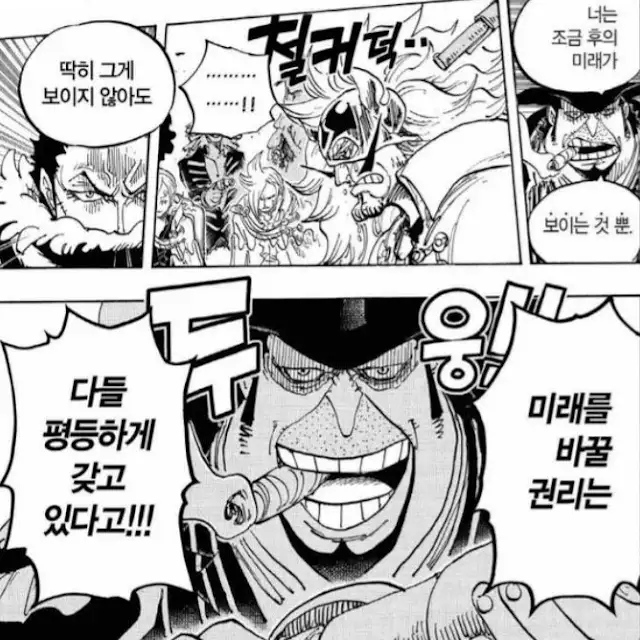 너는
조금 후의
미래가
보이는 것 뿐.
철커덕..
………
……!!
딱히 그게
보이지 않아도
미래를
바꿀
권리는
두웅!!
다들
평등하게
갖고
있다고!!!